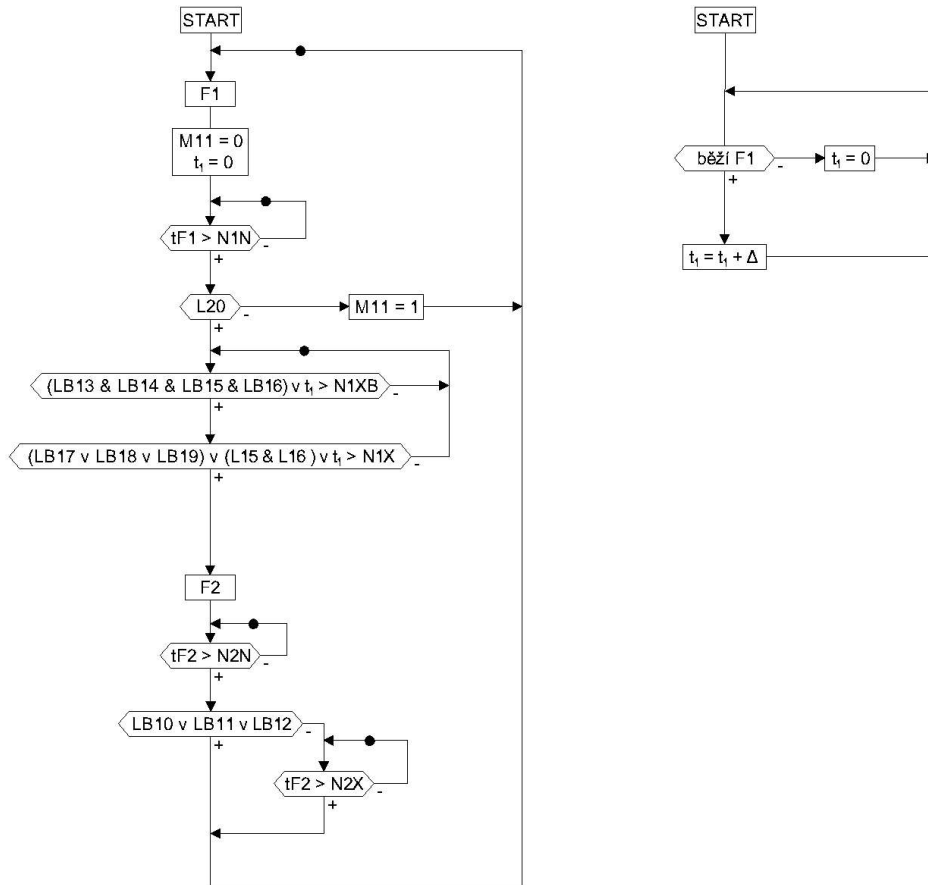 START
F1
M11 = 0
t₁ = 0
tF1 > N1N
-
+
L20
-
M11 = 1
+
(LB13 & LB14 & LB15 & LB16) v t₁ > N1XB
-
+
(LB17 v LB18 v LB19) v (L15 & L16 ) v t₁ > N1X
-
+
F2
tF2 > N2N
-
+
LB10 v LB11 v LB12
-
+
tF2 > N2X
-
+
START
běží F1
-
t₁ = 0
+
t₁ = t₁ + Δ